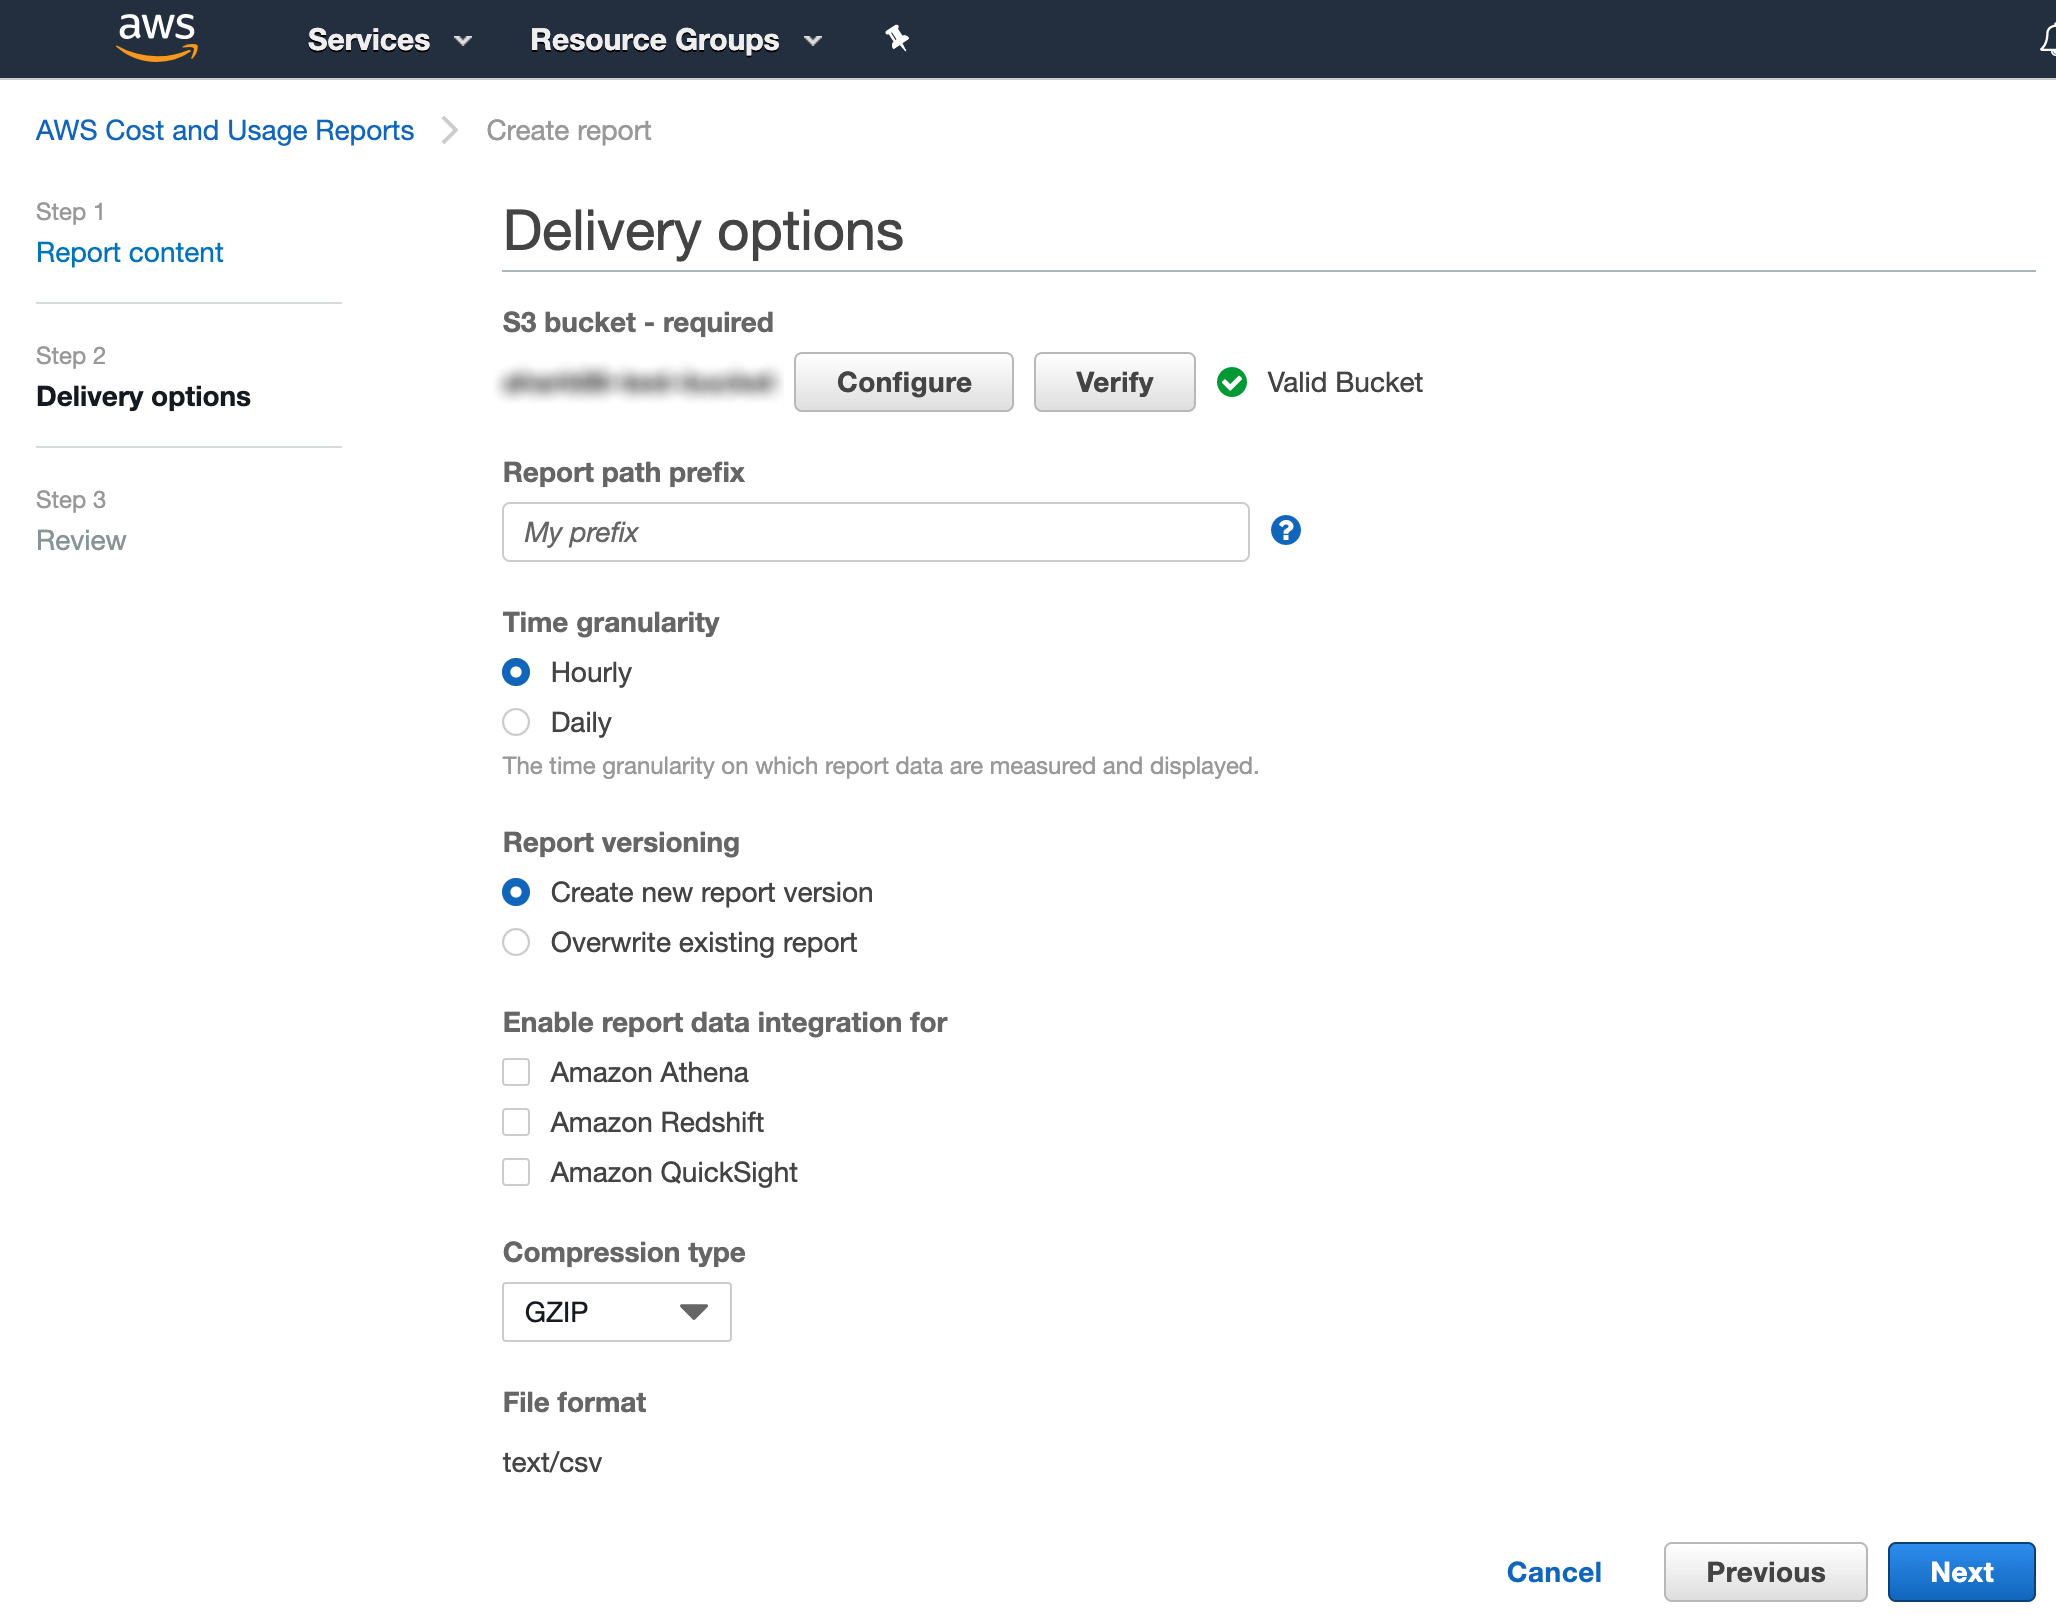 aws Services Resource Groups
AWS Cost and Usage Reports Create report
Step 1
Report content
Step 2
Delivery options
Step 3
Review
Delivery options
S3 bucket - required
Configure Verify Valid Bucket
Report path prefix
My prefix ?
Time granularity
Hourly
Daily
The time granularity on which report data are measured and displayed.
Report versioning
Create new report version
Overwrite existing report
Enable report data integration for
Amazon Athena
Amazon Redshift
Amazon QuickSight
Compression type
GZIP
File format
text/csv
Cancel Previous Next